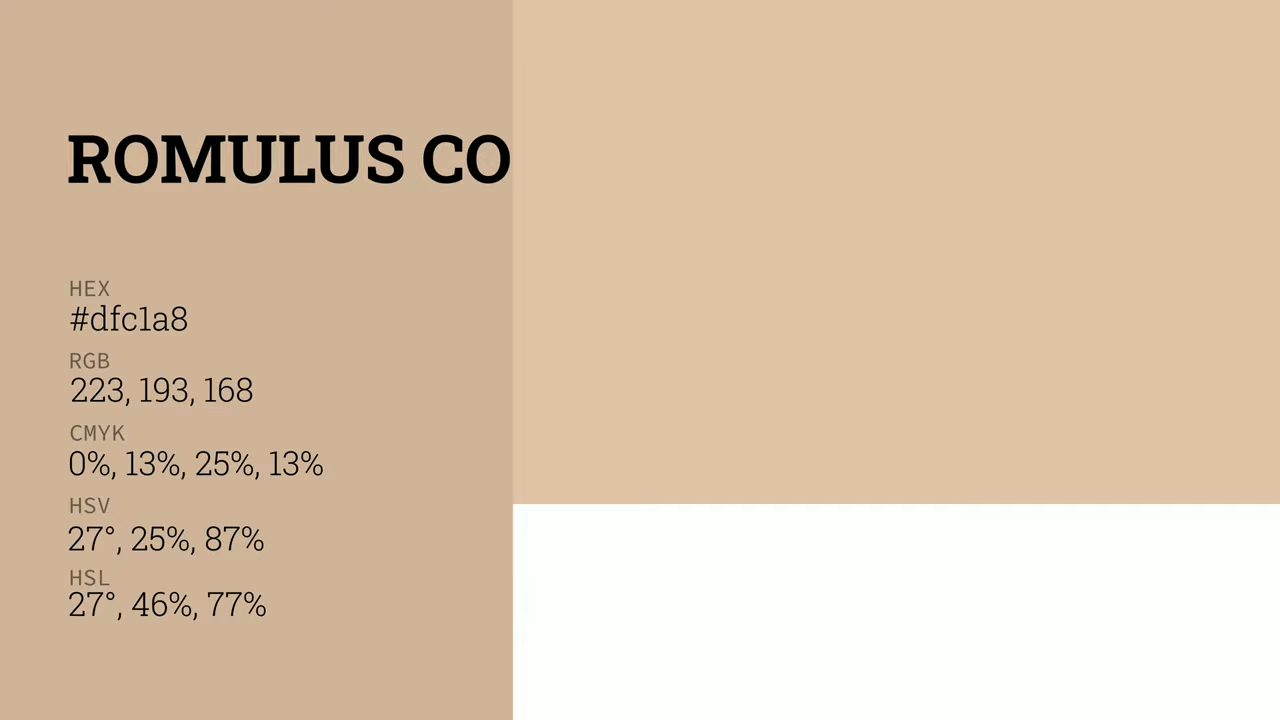 ROMULUS CO
HEX
#dfc1a8
RGB
223, 193, 168
CMYK
0%, 13%, 25%, 13%
HSV
27°, 25%, 87%
HSL
27°, 46%, 77%